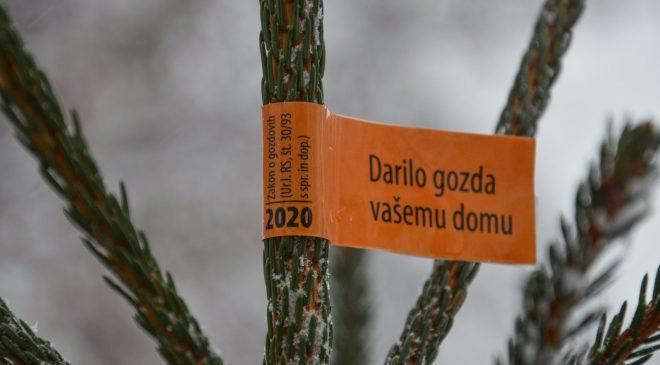 Zakon o gozdovih
(Ur.l. RS, št. 30/93
s spr. in dop.)
2020
Darilo gozda
vašemu domu